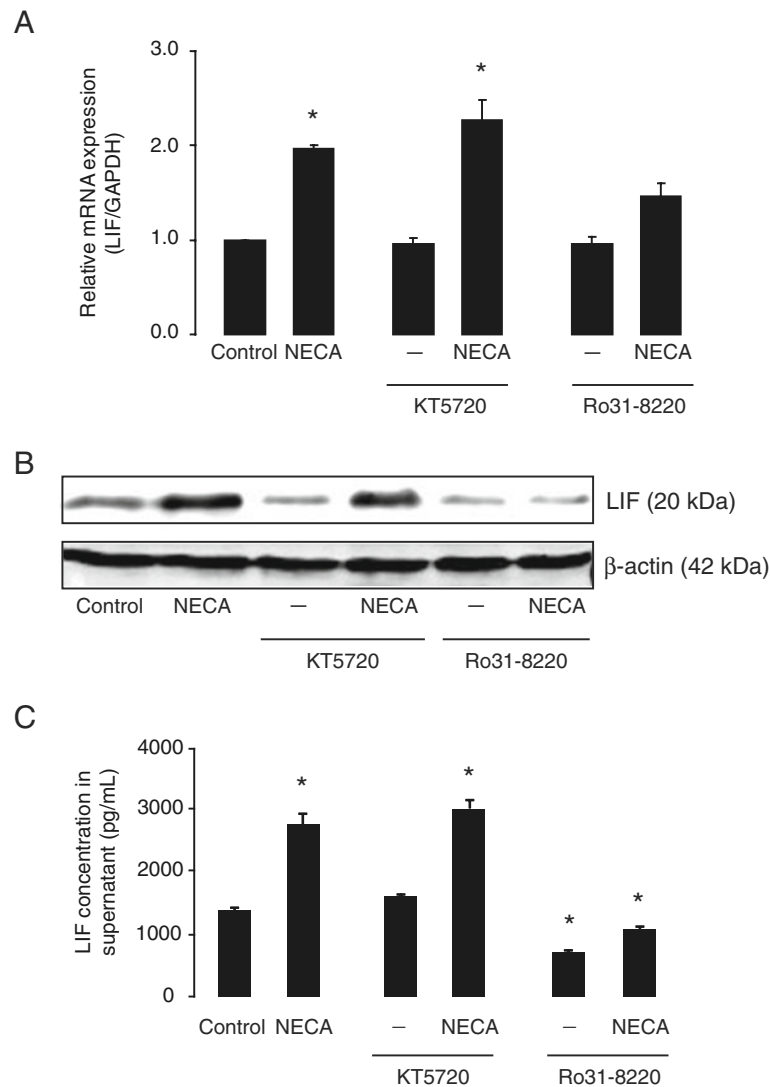 A
Relative mRNA expression
(LIF/GAPDH)
3.0
2.0
1.0
0.0
*
*
Control NECA – NECA – NECA
KT5720 Ro31-8220
B
LIF (20 kDa)
β-actin (42 kDa)
Control NECA – NECA – NECA
KT5720 Ro31-8220
C
LIF concentration in
supernatant (pg/mL)
4000
3000
2000
1000
0
* * * *
Control NECA – NECA – NECA
KT5720 Ro31-8220